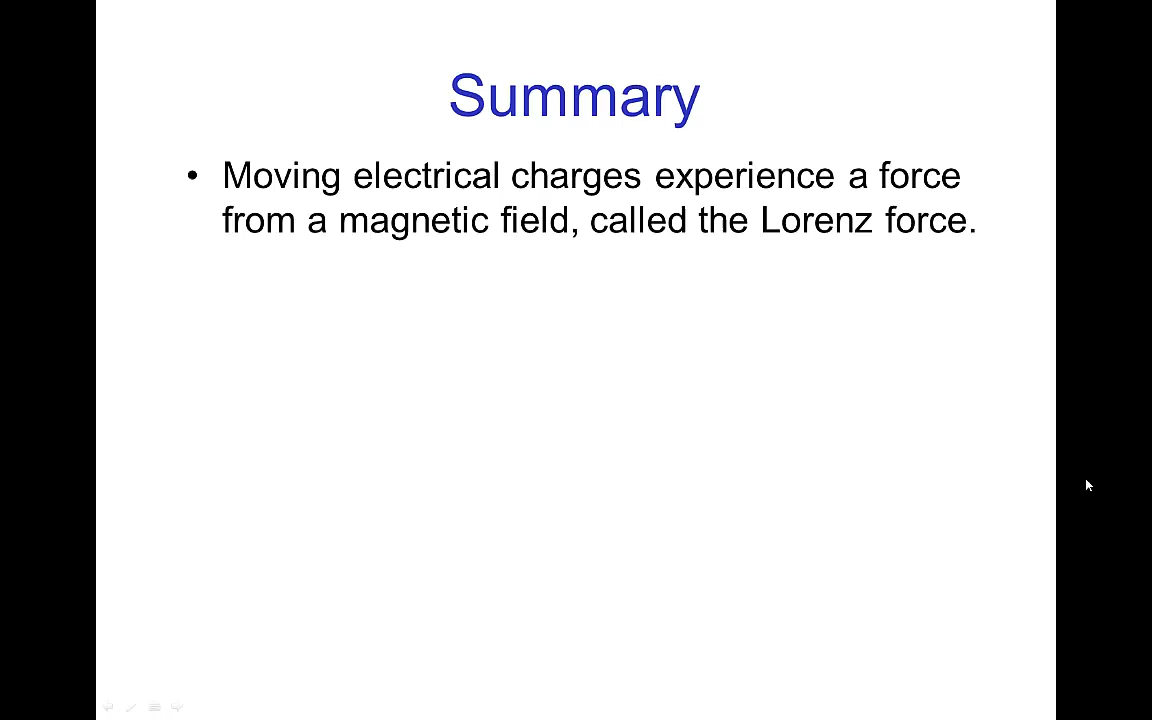 Summary
• Moving electrical charges experience a force
from a magnetic field, called the Lorenz force.